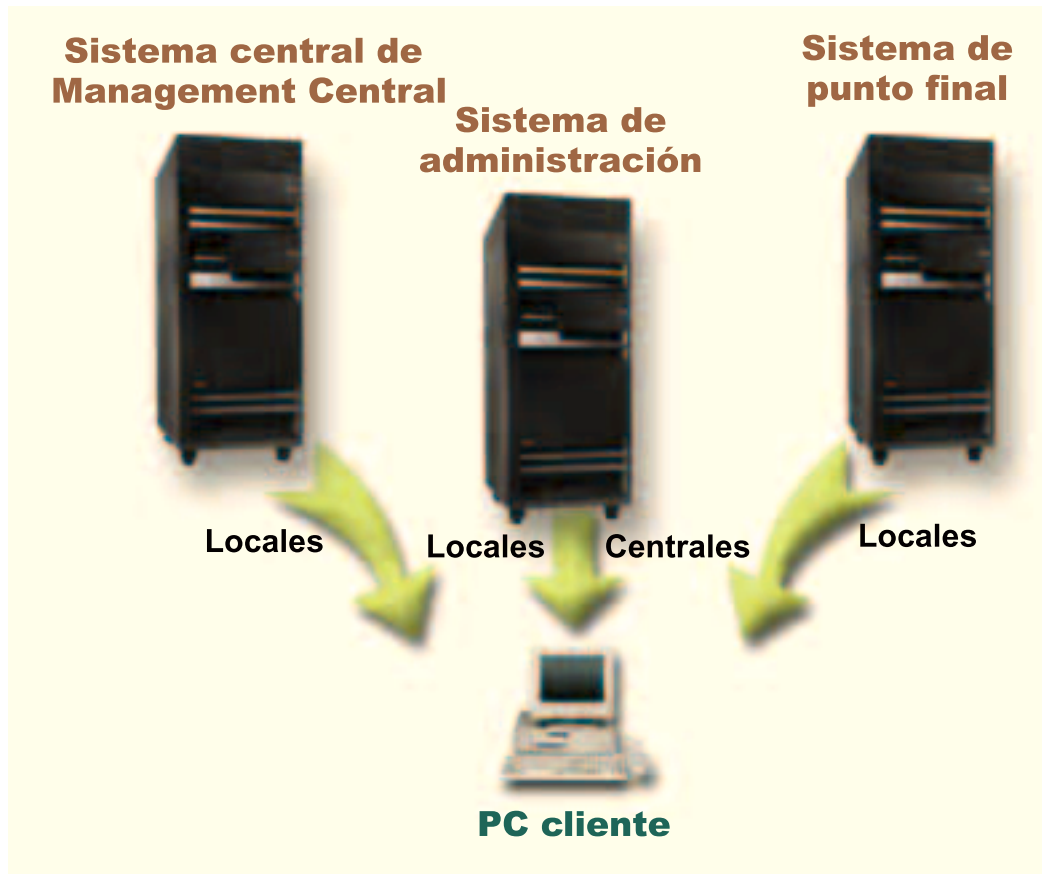 Sistema central de
Management Central
Sistema de
administración
Sistema de
punto final
Locales
Locales
Centrales
Locales
PC cliente